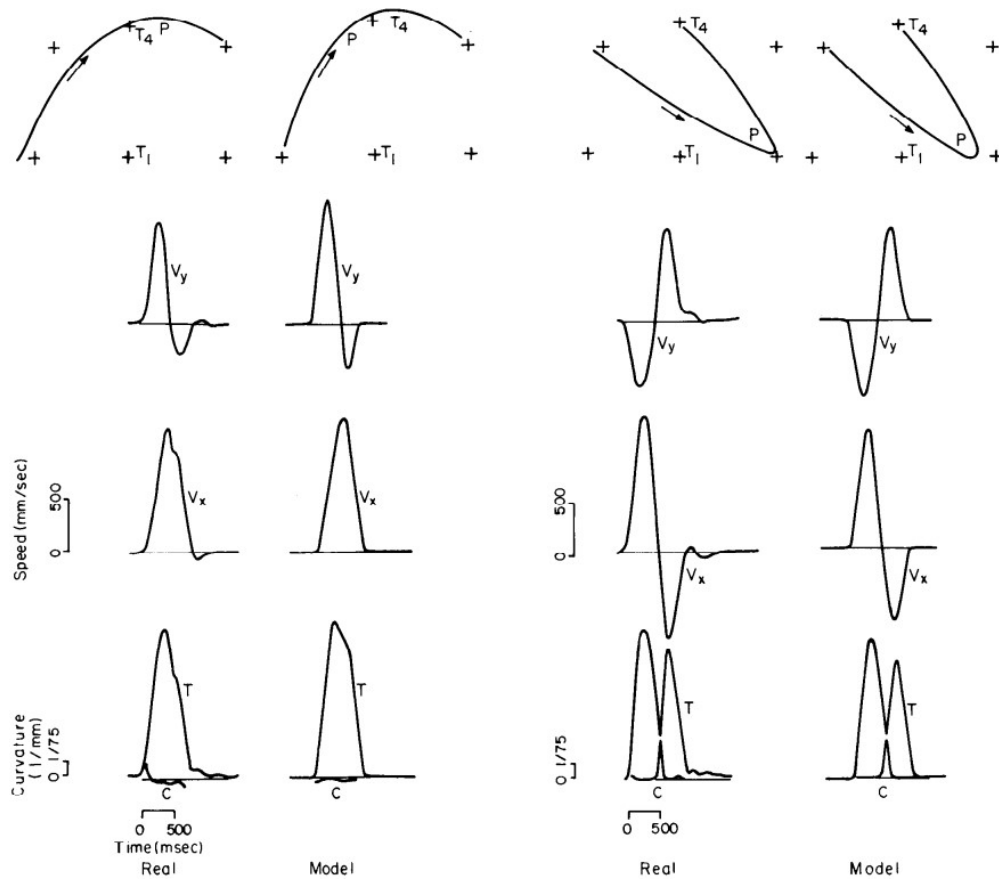 T4 P
P T4
T4
T4
P
P
T1
T1
T1
T1
Vy
Vy
Vy
Vy
Speed (mm/sec)
500
0
Vx
Vx
500
0
Vx
Vx
Curvature
(1/mm)
0 1/75
T
T
0 1/75
T
T
C
C
C
C
0 500
0 500
Time (msec)
Real Model Real Model